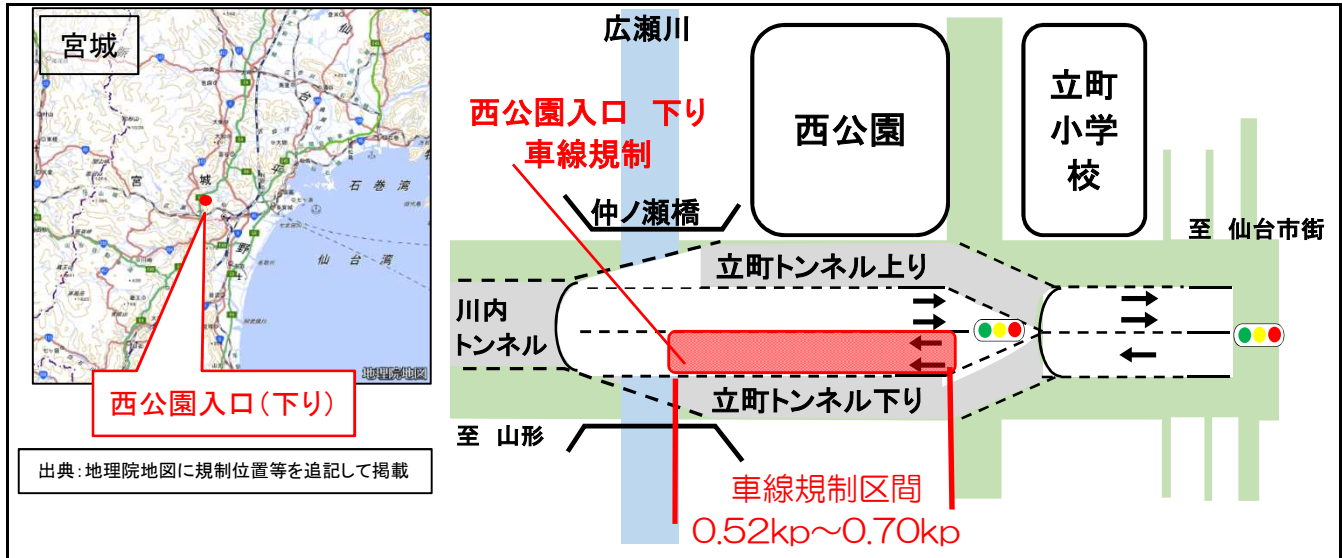 宮城
宮
城
仙
台
平
野
石巻湾
仙台湾
地理院地図
西公園入口(下り)
出典:地理院地図に規制位置等を追記して掲載
広瀬川
西公園入口 下り
車線規制
仲ノ瀬橋
西公園
立町
小学
校
至 仙台市街
立町トンネル上り
川内
トンネル
立町トンネル下り
至 山形
車線規制区間
0.52kp~0.70kp